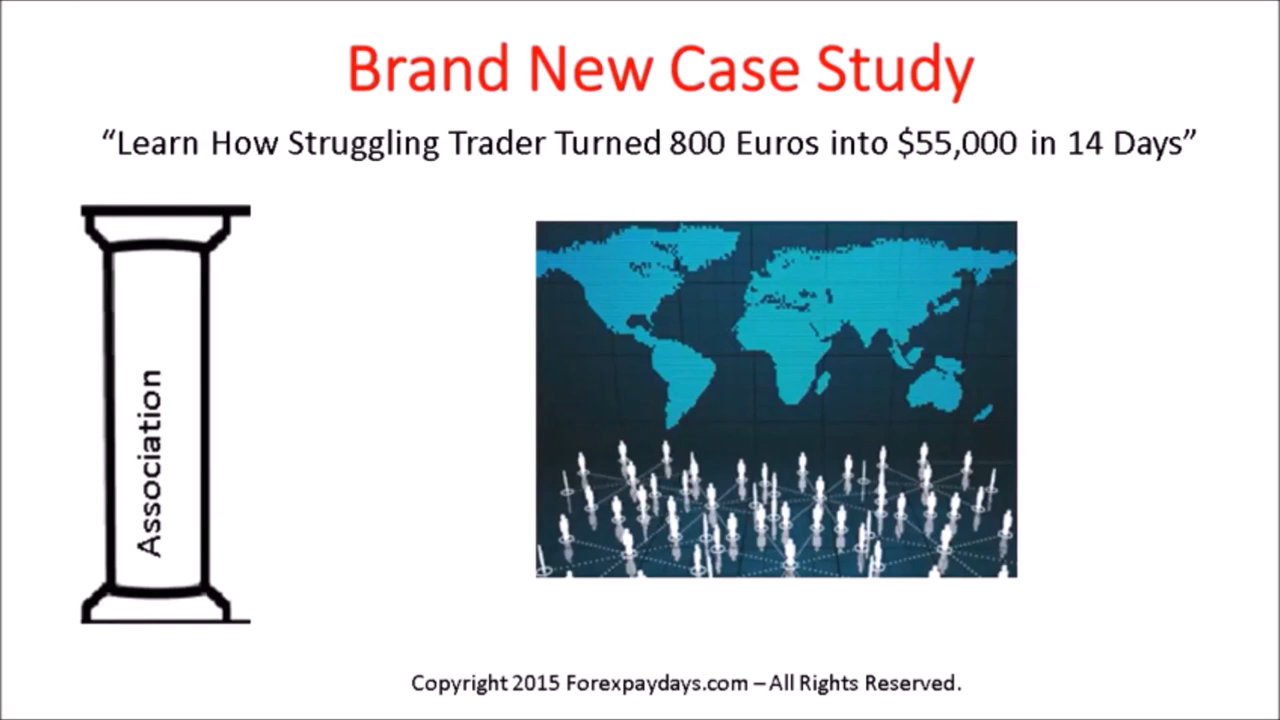 Brand New Case Study
“Learn How Struggling Trader Turned 800 Euros into $55,000 in 14 Days”
Association
Copyright 2015 Forexpaydays.com – All Rights Reserved.